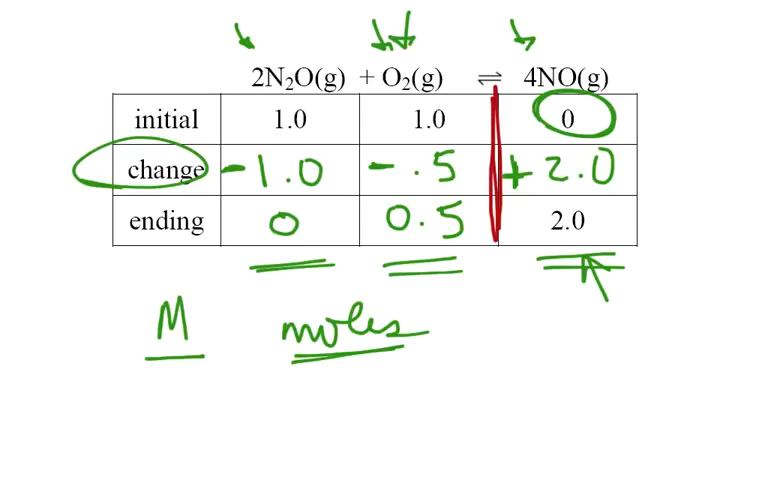 2N₂O(g) + O₂(g) ⇌ 4NO(g)
initial 1.0 1.0 0
change -1.0 -.5 +2.0
ending 0 0.5 2.0
M moles